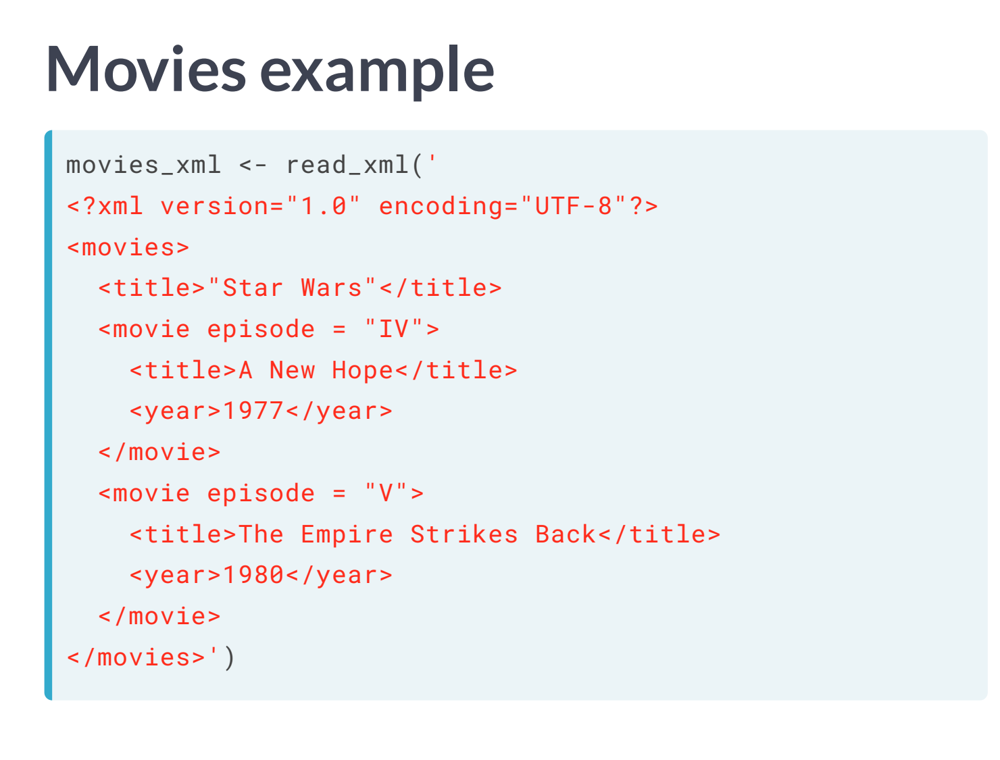 Movies example
movies_xml <- read_xml('
<?xml version="1.0" encoding="UTF-8"?>
<movies>
  <title>"Star Wars"</title>
  <movie episode = "IV">
    <title>A New Hope</title>
    <year>1977</year>
  </movie>
  <movie episode = "V">
    <title>The Empire Strikes Back</title>
    <year>1980</year>
  </movie>
</movies>')